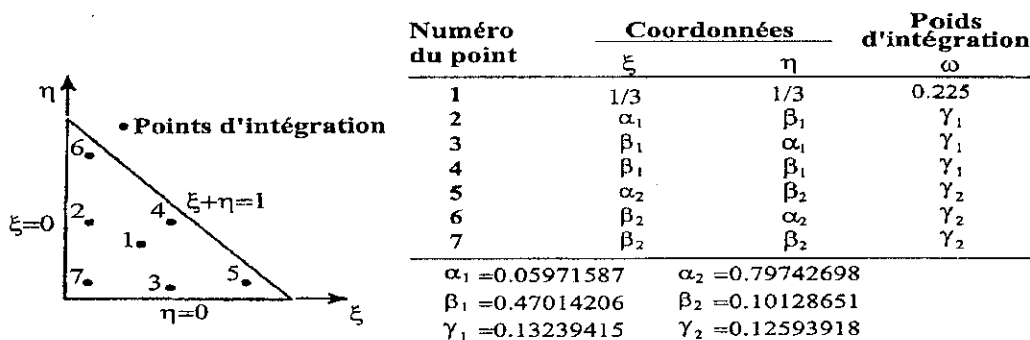 η
• Points d'intégration
6
ξ+η=1
2
4
ξ=0
1
7
3
5
η=0
ξ
Numéro du point Coordonnées Poids d'intégration
ξ η ω
1 1/3 1/3 0.225
2 α₁ β₁ γ₁
3 β₁ α₁ γ₁
4 β₁ β₁ γ₁
5 α₂ β₂ γ₂
6 β₂ α₂ γ₂
7 β₂ β₂ γ₂
α₁ =0.05971587 α₂ =0.79742698
β₁ =0.47014206 β₂ =0.10128651
γ₁ =0.13239415 γ₂ =0.12593918